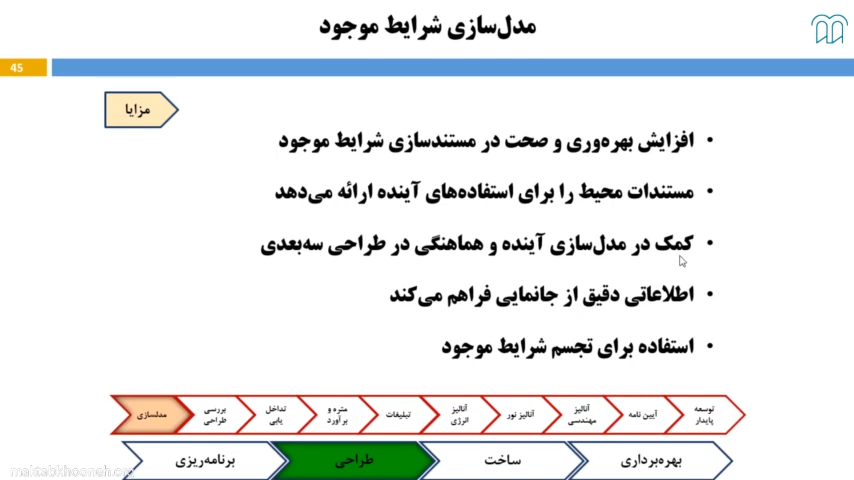 مدل‌سازی شرایط موجود
45
مزایا
• افزایش بهره‌وری و صحت در مستندسازی شرایط موجود
• مستندات محیط را برای استفاده‌های آینده ارائه می‌دهد
• کمک در مدل‌سازی آینده و هماهنگی در طراحی سه‌بعدی
• اطلاعاتی دقیق از جانمایی فراهم می‌کند
• استفاده برای تجسم شرایط موجود
مدلسازی
بررسی
طراحی
تداخل
یابی
متره و
برآورد
تبلیغات
آنالیز
انرژی
آنالیز نور
آنالیز
مهندسی
آیین نامه
توسعه
پایدار
برنامه‌ریزی
طراحی
ساخت
بهره‌برداری
maktabkhooneh.org